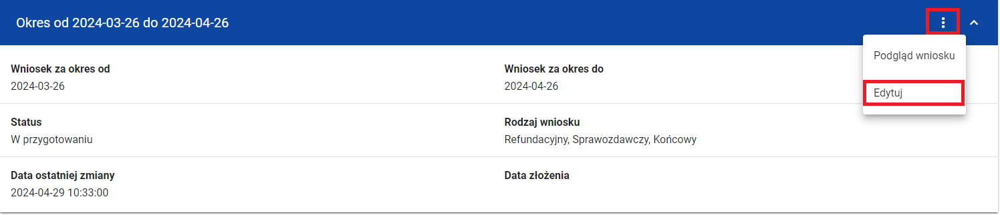 Okres od 2024-03-26 do 2024-04-26
Podgląd wniosku
Edytuj
Wniosek za okres od
2024-03-26
Wniosek za okres do
2024-04-26
Status
W przygotowaniu
Rodzaj wniosku
Refundacyjny, Sprawozdawczy, Końcowy
Data ostatniej zmiany
2024-04-29 10:33:00
Data złożenia